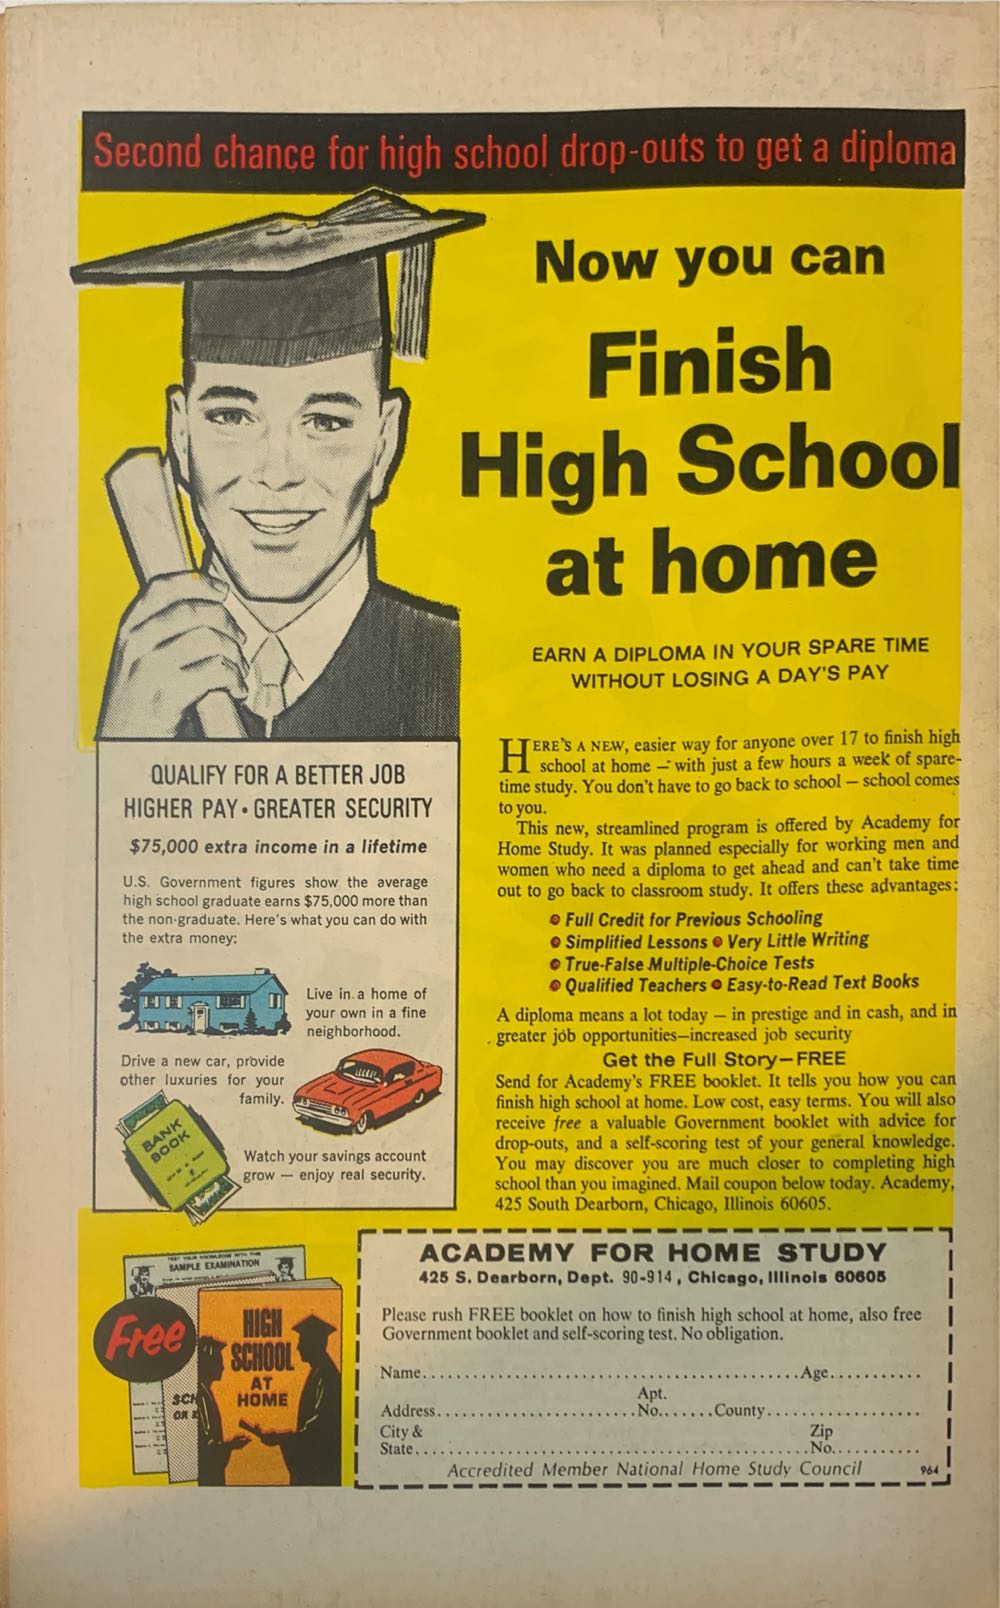 Second chance for high school drop-outs to get a diploma
Now you can
Finish
High School
at home
EARN A DIPLOMA IN YOUR SPARE TIME
WITHOUT LOSING A DAY'S PAY
HERE'S A NEW, easier way for anyone over 17 to finish high
school at home — with just a few hours a week of spare-
time study. You don't have to go back to school — school comes
to you.
This new, streamlined program is offered by Academy for
Home Study. It was planned especially for working men and
women who need a diploma to get ahead and can't take time
out to go back to classroom study. It offers these advantages:
• Full Credit for Previous Schooling
• Simplified Lessons • Very Little Writing
• True-False Multiple-Choice Tests
• Qualified Teachers • Easy-to-Read Text Books
A diploma means a lot today — in prestige and in cash, and in
greater job opportunities—increased job security
Get the Full Story—FREE
Send for Academy's FREE booklet. It tells you how you can
finish high school at home. Low cost, easy terms. You will also
receive free a valuable Government booklet with advice for
drop-outs, and a self-scoring test of your general knowledge.
You may discover you are much closer to completing high
school than you imagined. Mail coupon below today. Academy,
425 South Dearborn, Chicago, Illinois 60605.
QUALIFY FOR A BETTER JOB
HIGHER PAY • GREATER SECURITY
$75,000 extra income in a lifetime
U.S. Government figures show the average
high school graduate earns $75,000 more than
the non-graduate. Here's what you can do with
the extra money:
Live in a home of
your own in a fine
neighborhood.
Drive a new car, provide
other luxuries for your
family.
BANK
BOOK
Watch your savings account
grow — enjoy real security.
TEST YOUR KNOWLEDGE WITH THIS
SAMPLE EXAMINATION
Free
SCH
OR
HIGH
SCHOOL
AT
HOME
ACADEMY FOR HOME STUDY
425 S. Dearborn, Dept. 90-914, Chicago, Illinois 60605
Please rush FREE booklet on how to finish high school at home, also free
Government booklet and self-scoring test. No obligation.
Name..........Age..........
Apt.
Address..........No.......County..........
City & Zip
State..........No..........
Accredited Member National Home Study Council 964